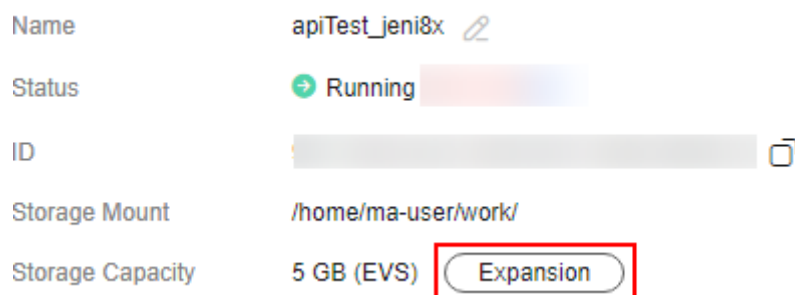 Name apiTest_jeni8x
Status Running
ID
Storage Mount /home/ma-user/work/
Storage Capacity 5 GB (EVS) Expansion